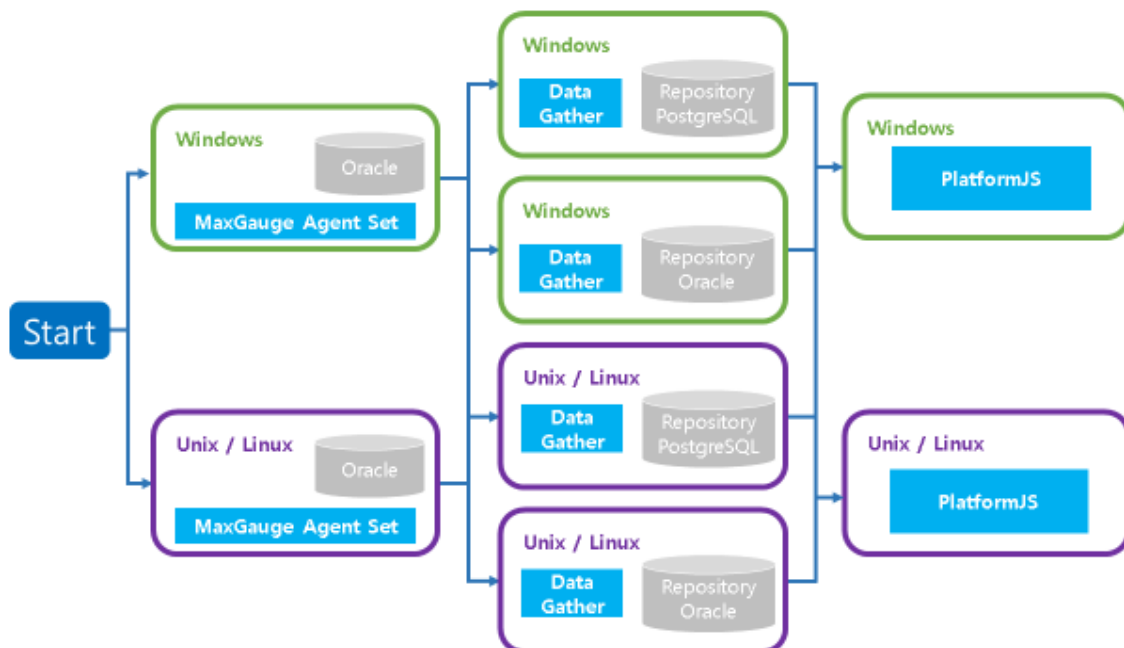 Start
Windows
Oracle
MaxGauge Agent Set
Unix / Linux
Oracle
MaxGauge Agent Set
Windows
Data
Gather
Repository
PostgreSQL
Windows
Data
Gather
Repository
Oracle
Unix / Linux
Data
Gather
Repository
PostgreSQL
Unix / Linux
Data
Gather
Repository
Oracle
Windows
PlatformJS
Unix / Linux
PlatformJS